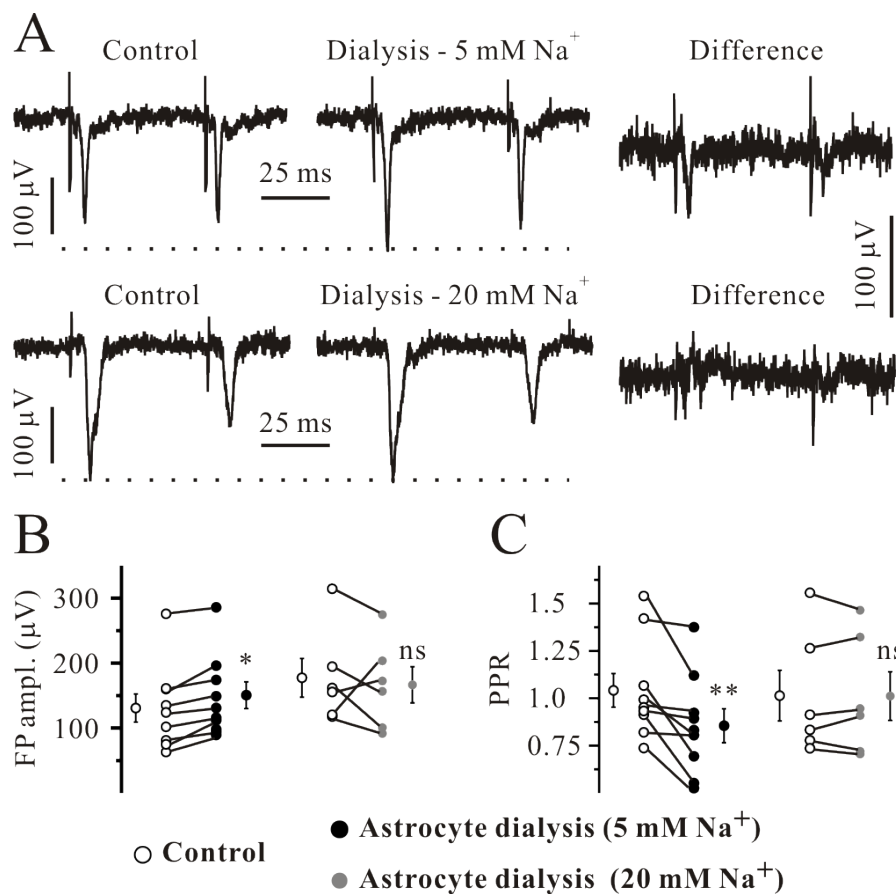 A
Control Dialysis - 5 mM Na+ Difference
100 µV
25 ms
100 µV
Control Dialysis - 20 mM Na+ Difference
100 µV
25 ms
B
FP ampl. (µV)
300
200
100
*
ns
C
PPR
1.5
1.25
1.0
0.75
**
ns
Control
Astrocyte dialysis (5 mM Na+)
Astrocyte dialysis (20 mM Na+)